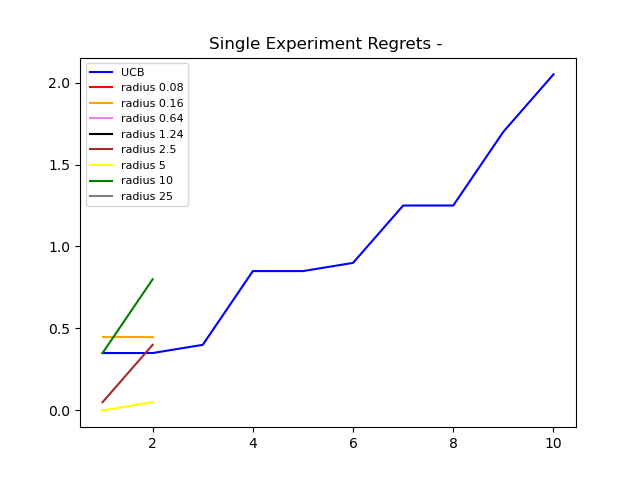 Single Experiment Regrets -
UCB
radius 0.08
radius 0.16
radius 0.64
radius 1.24
radius 2.5
radius 5
radius 10
radius 25
2.0
1.5
1.0
0.5
0.0
2 4 6 8 10